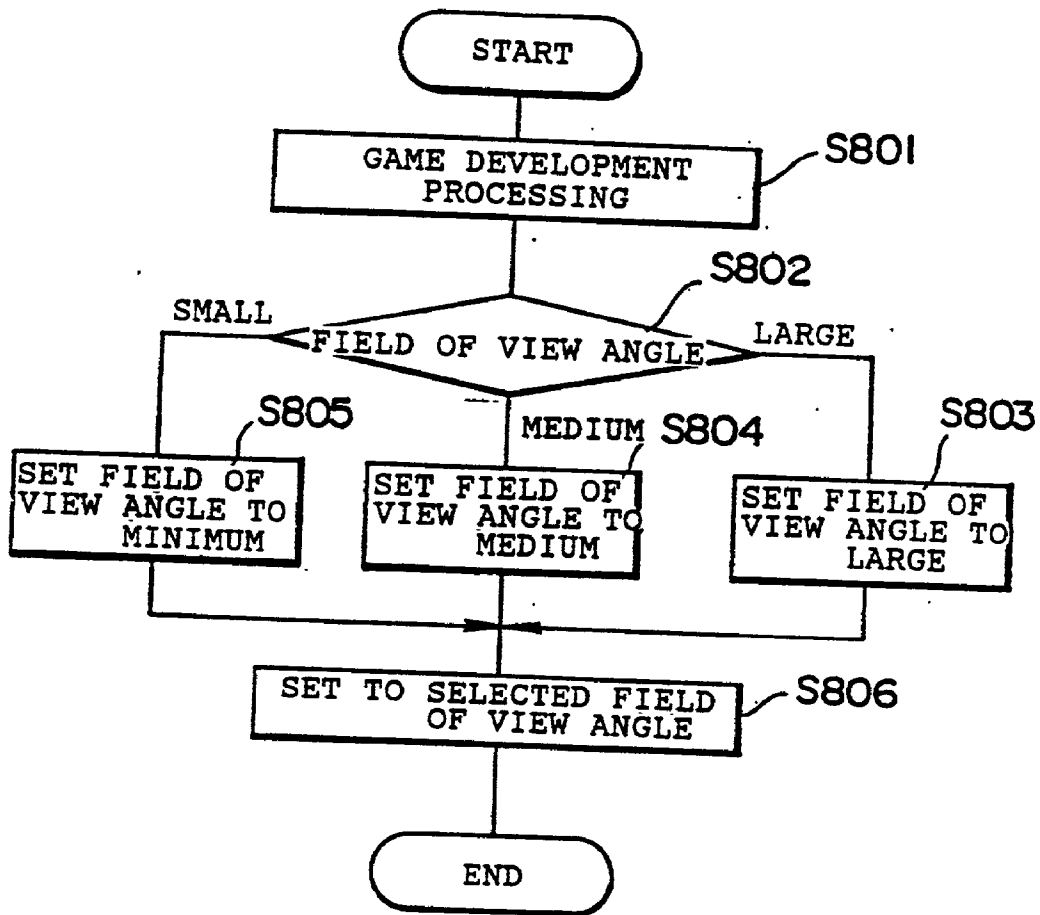 START
S801
GAME DEVELOPMENT
PROCESSING
S802
SMALL
FIELD OF VIEW ANGLE
LARGE
S805
MEDIUM
S804
S803
SET FIELD OF
VIEW ANGLE TO
MINIMUM
SET FIELD OF
VIEW ANGLE TO
MEDIUM
SET FIELD OF
VIEW ANGLE TO
LARGE
SET TO SELECTED FIELD
OF VIEW ANGLE
S806
END